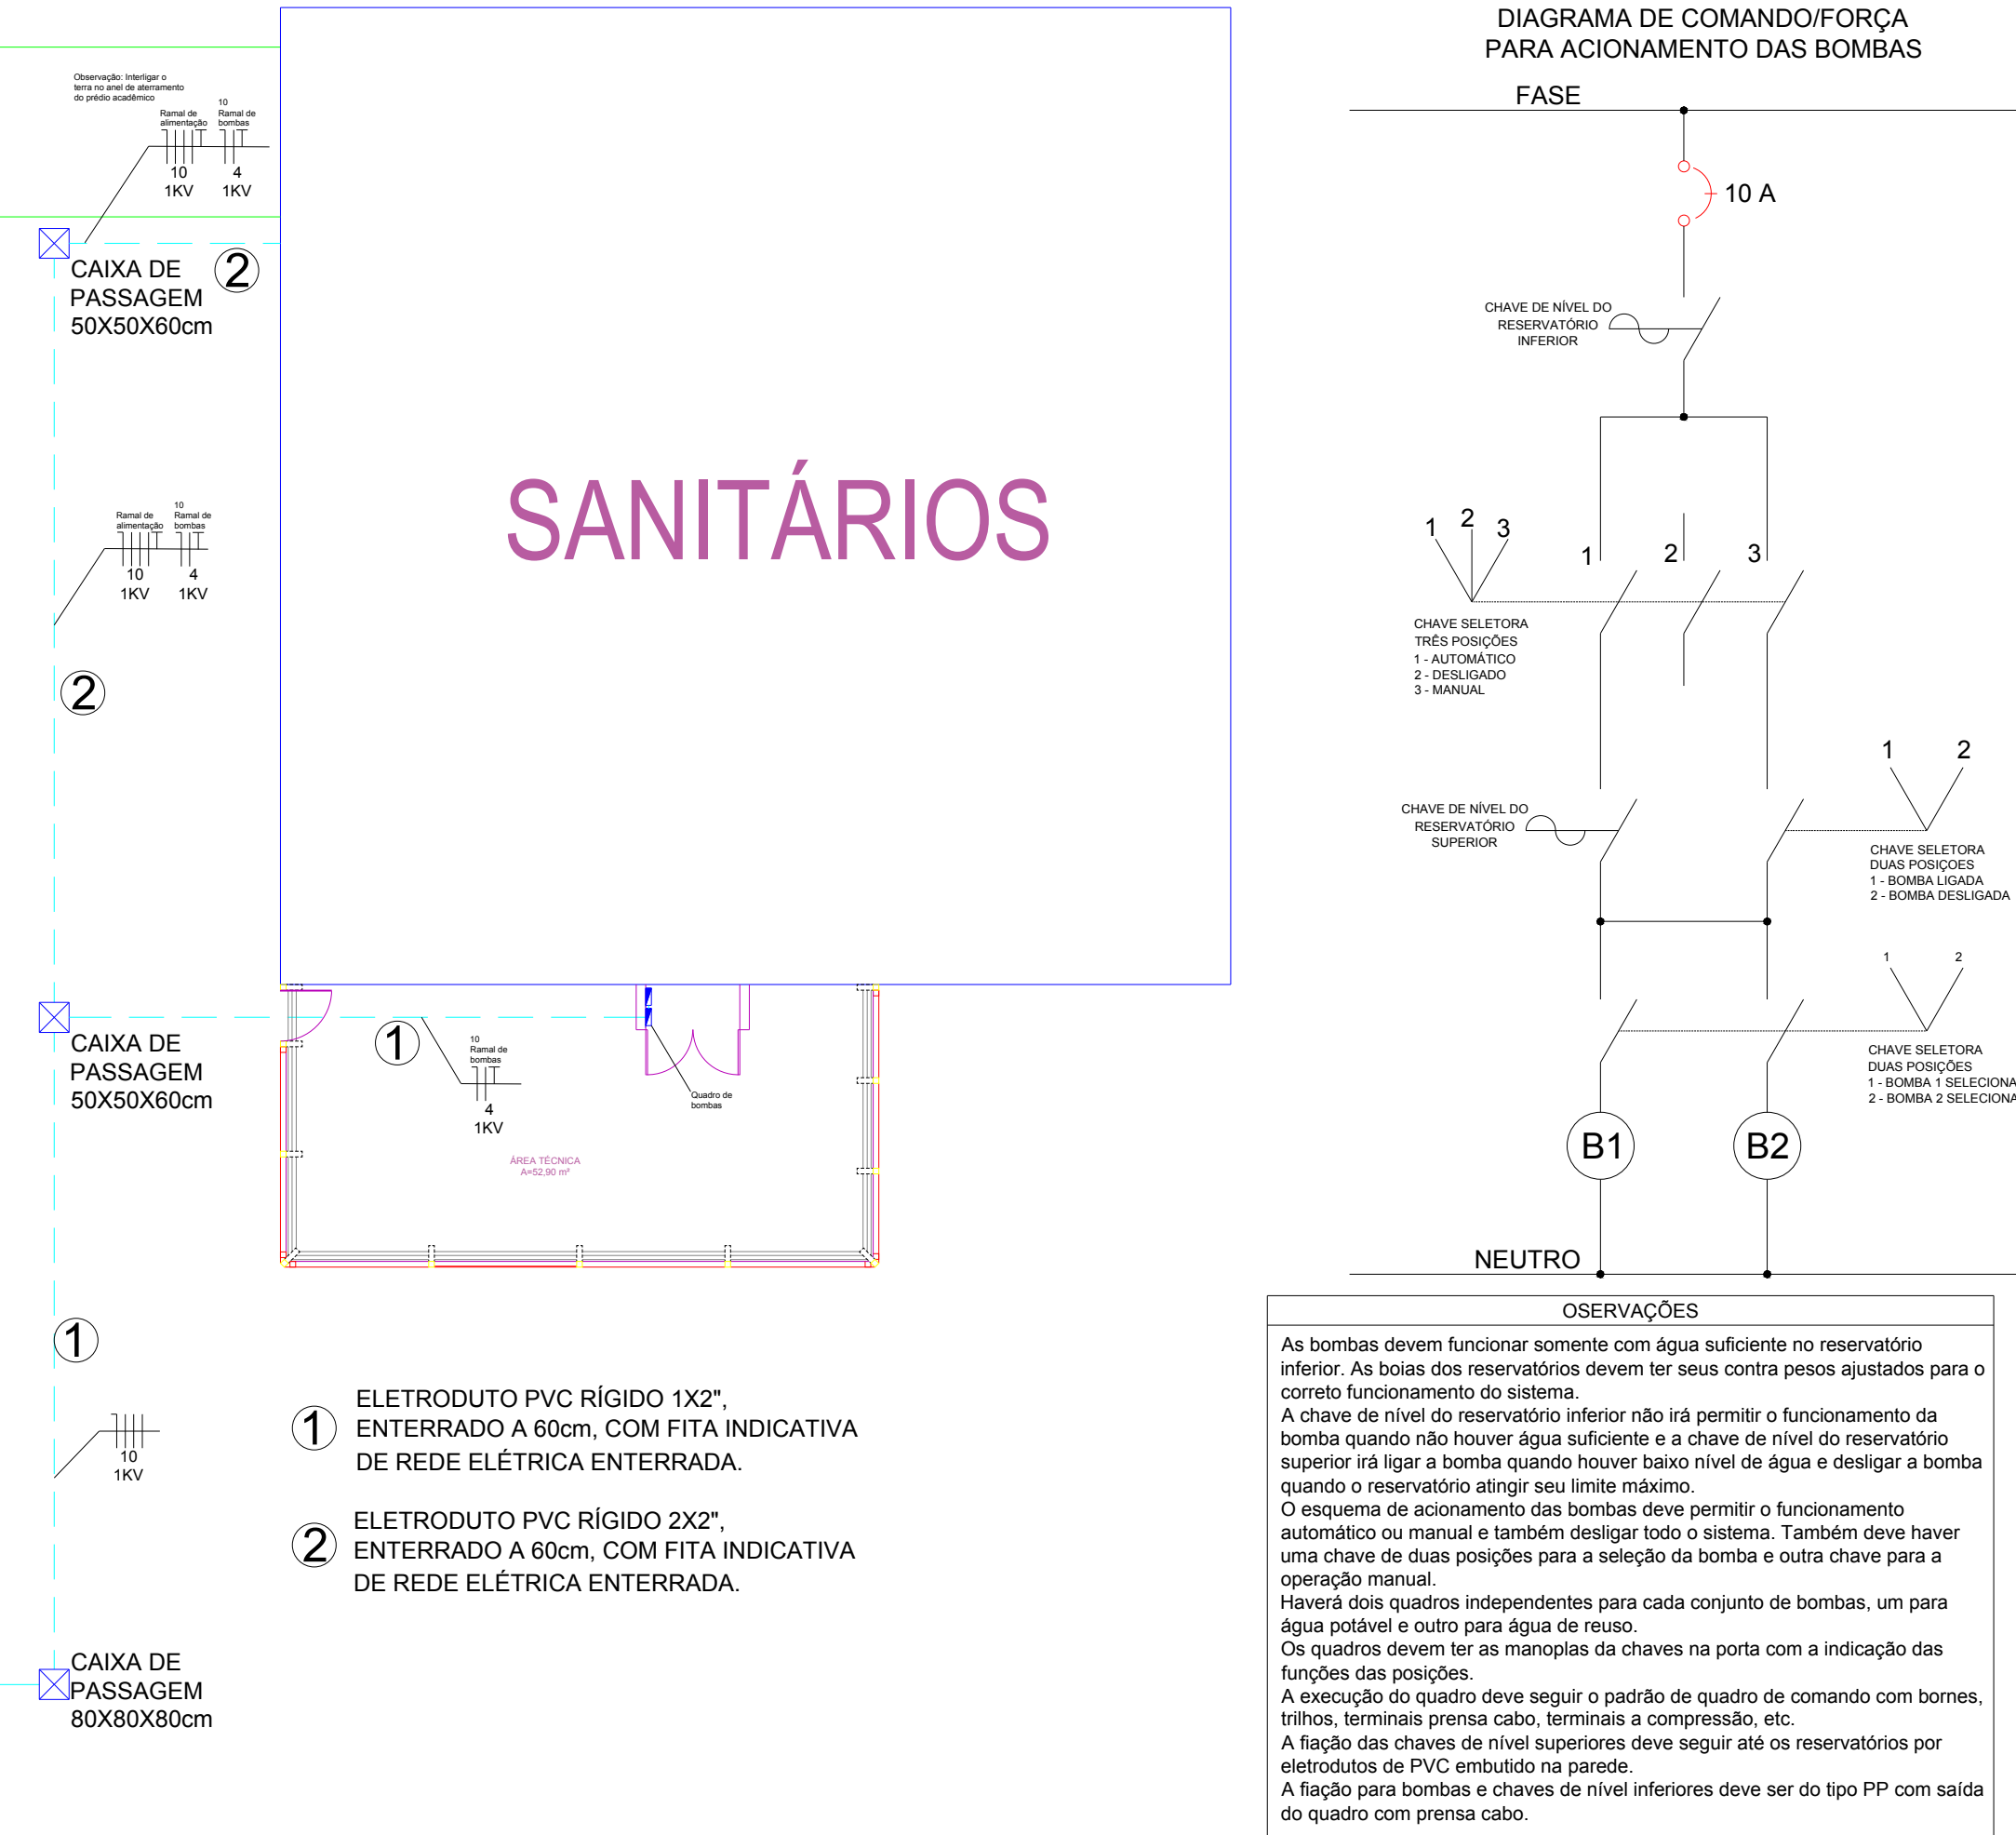 Observação: Interligar o
terra no anel de aterramento
do prédio acadêmico
Ramal de
alimentação
10
Ramal de
bombas
10
1KV
4
1KV
CAIXA DE
PASSAGEM
50X50X60cm
2
Ramal de
alimentação
10
Ramal de
bombas
10
1KV
4
1KV
2
SANITÁRIOS
CAIXA DE
PASSAGEM
50X50X60cm
1
10
Ramal de
bombas
4
1KV
Quadro de
bombas
ÁREA TÉCNICA
A=52,90 m²
1
10
1KV
CAIXA DE
PASSAGEM
80X80X80cm
1
ELETRODUTO PVC RÍGIDO 1X2",
ENTERRADO A 60cm, COM FITA INDICATIVA
DE REDE ELÉTRICA ENTERRADA.
2
ELETRODUTO PVC RÍGIDO 2X2",
ENTERRADO A 60cm, COM FITA INDICATIVA
DE REDE ELÉTRICA ENTERRADA.
DIAGRAMA DE COMANDO/FORÇA
PARA ACIONAMENTO DAS BOMBAS
FASE
10 A
CHAVE DE NÍVEL DO
RESERVATÓRIO
INFERIOR
1 2 3
1 2 3
CHAVE SELETORA
TRÊS POSIÇÕES
1 - AUTOMÁTICO
2 - DESLIGADO
3 - MANUAL
1 2
CHAVE DE NÍVEL DO
RESERVATÓRIO
SUPERIOR
CHAVE SELETORA
DUAS POSIÇOES
1 - BOMBA LIGADA
2 - BOMBA DESLIGADA
1 2
CHAVE SELETORA
DUAS POSIÇÕES
1 - BOMBA 1 SELECIONA
2 - BOMBA 2 SELECIONA
B1
B2
NEUTRO
OSERVAÇÕES
As bombas devem funcionar somente com água suficiente no reservatório
inferior. As boias dos reservatórios devem ter seus contra pesos ajustados para o
correto funcionamento do sistema.
A chave de nível do reservatório inferior não irá permitir o funcionamento da
bomba quando não houver água suficiente e a chave de nível do reservatório
superior irá ligar a bomba quando houver baixo nível de água e desligar a bomba
quando o reservatório atingir seu limite máximo.
O esquema de acionamento das bombas deve permitir o funcionamento
automático ou manual e também desligar todo o sistema. Também deve haver
uma chave de duas posições para a seleção da bomba e outra chave para a
operação manual.
Haverá dois quadros independentes para cada conjunto de bombas, um para
água potável e outro para água de reuso.
Os quadros devem ter as manoplas da chaves na porta com a indicação das
funções das posições.
A execução do quadro deve seguir o padrão de quadro de comando com bornes,
trilhos, terminais prensa cabo, terminais a compressão, etc.
A fiação das chaves de nível superiores deve seguir até os reservatórios por
eletrodutos de PVC embutido na parede.
A fiação para bombas e chaves de nível inferiores deve ser do tipo PP com saída
do quadro com prensa cabo.